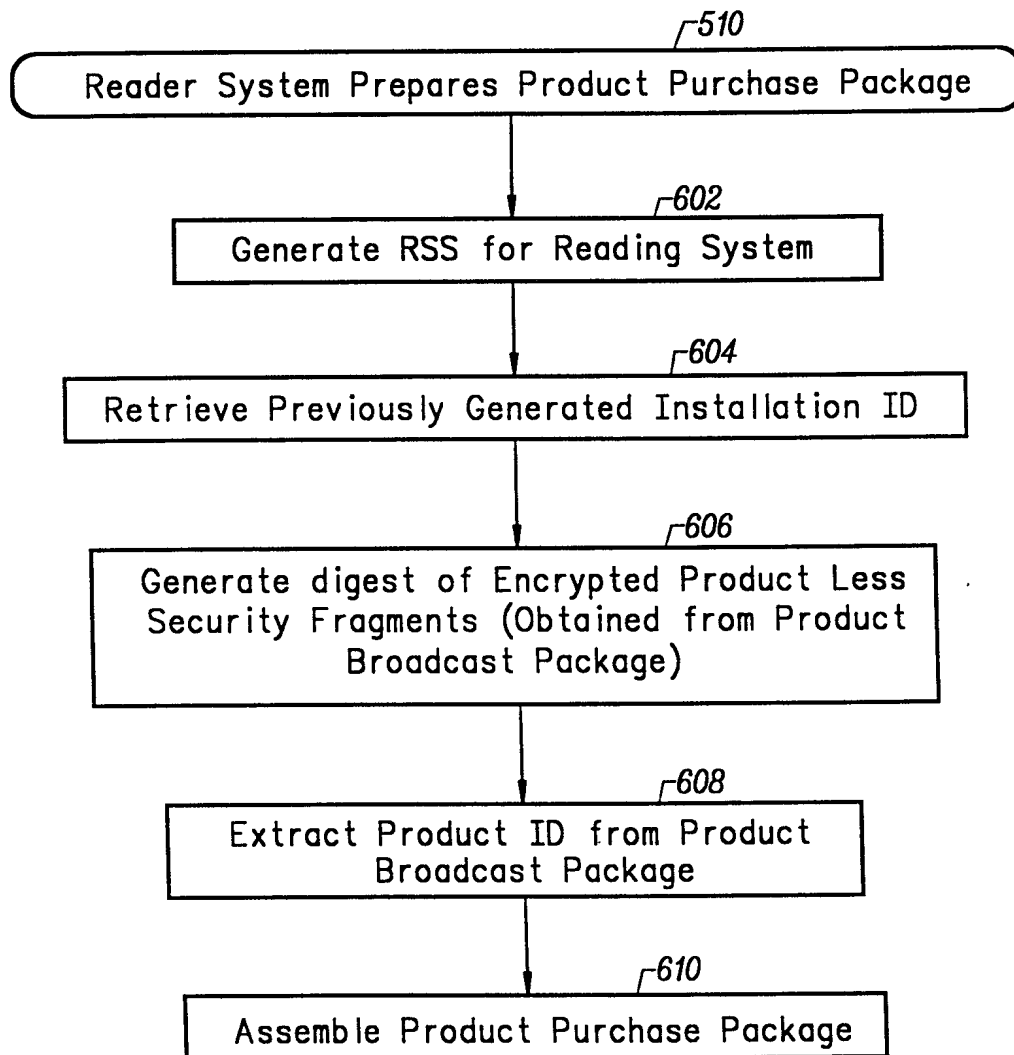 510
Reader System Prepares Product Purchase Package
602
Generate RSS for Reading System
604
Retrieve Previously Generated Installation ID
606
Generate digest of Encrypted Product Less
Security Fragments (Obtained from Product
Broadcast Package)
608
Extract Product ID from Product
Broadcast Package
610
Assemble Product Purchase Package